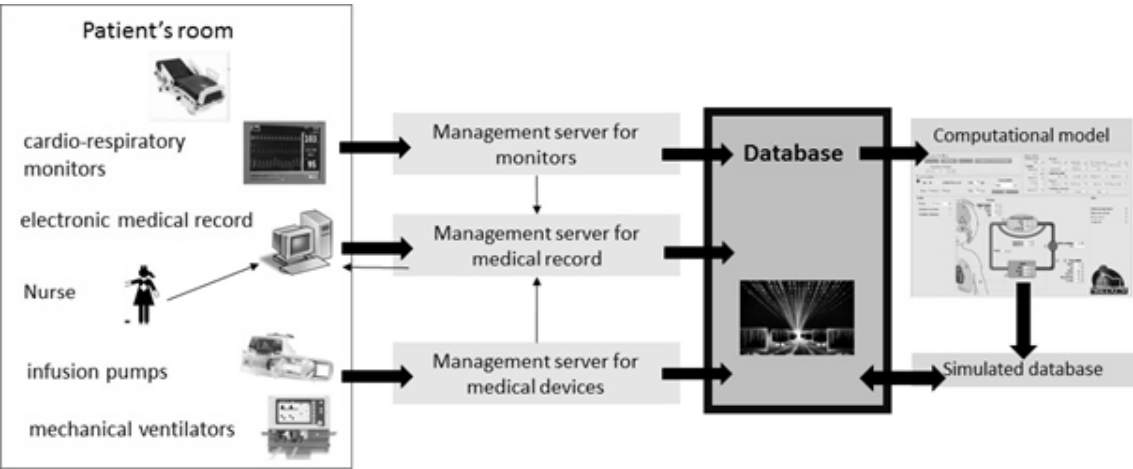 Patient's room
cardio-respiratory
monitors
electronic medical record
Nurse
infusion pumps
mechanical ventilators
Management server for
monitors
Management server for
medical record
Management server for
medical devices
Database
Computational model
Simulated database